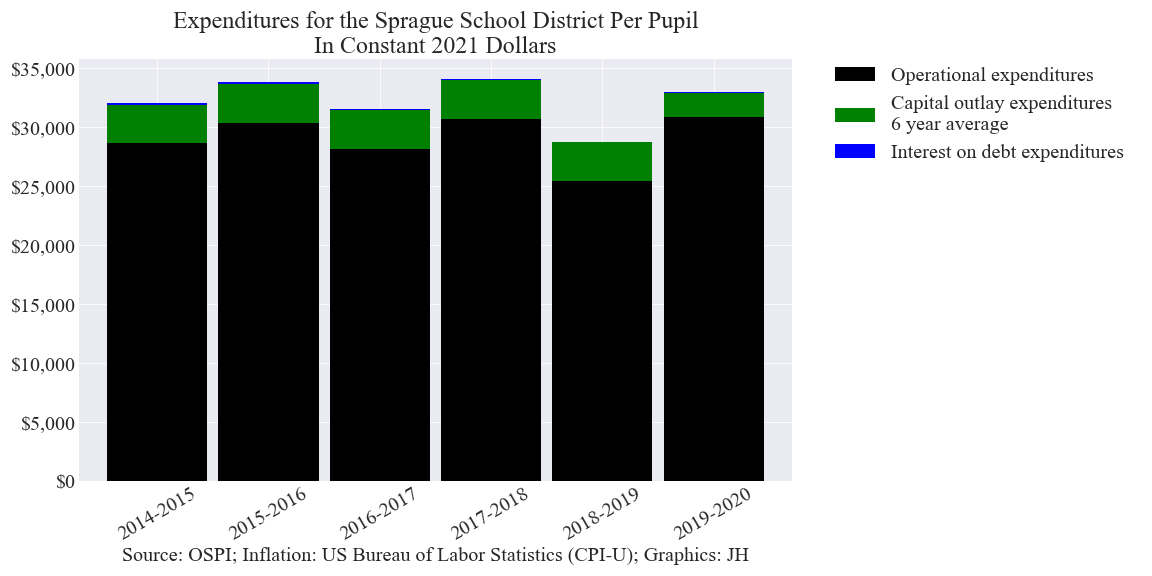 Expenditures for the Sprague School District Per Pupil
In Constant 2021 Dollars
$35,000
$30,000
$25,000
$20,000
$15,000
$10,000
$5,000
$0
2014-2015
2015-2016
2016-2017
2017-2018
2018-2019
2019-2020
Source: OSPI; Inflation: US Bureau of Labor Statistics (CPI-U); Graphics: JH
Operational expenditures
Capital outlay expenditures
6 year average
Interest on debt expenditures